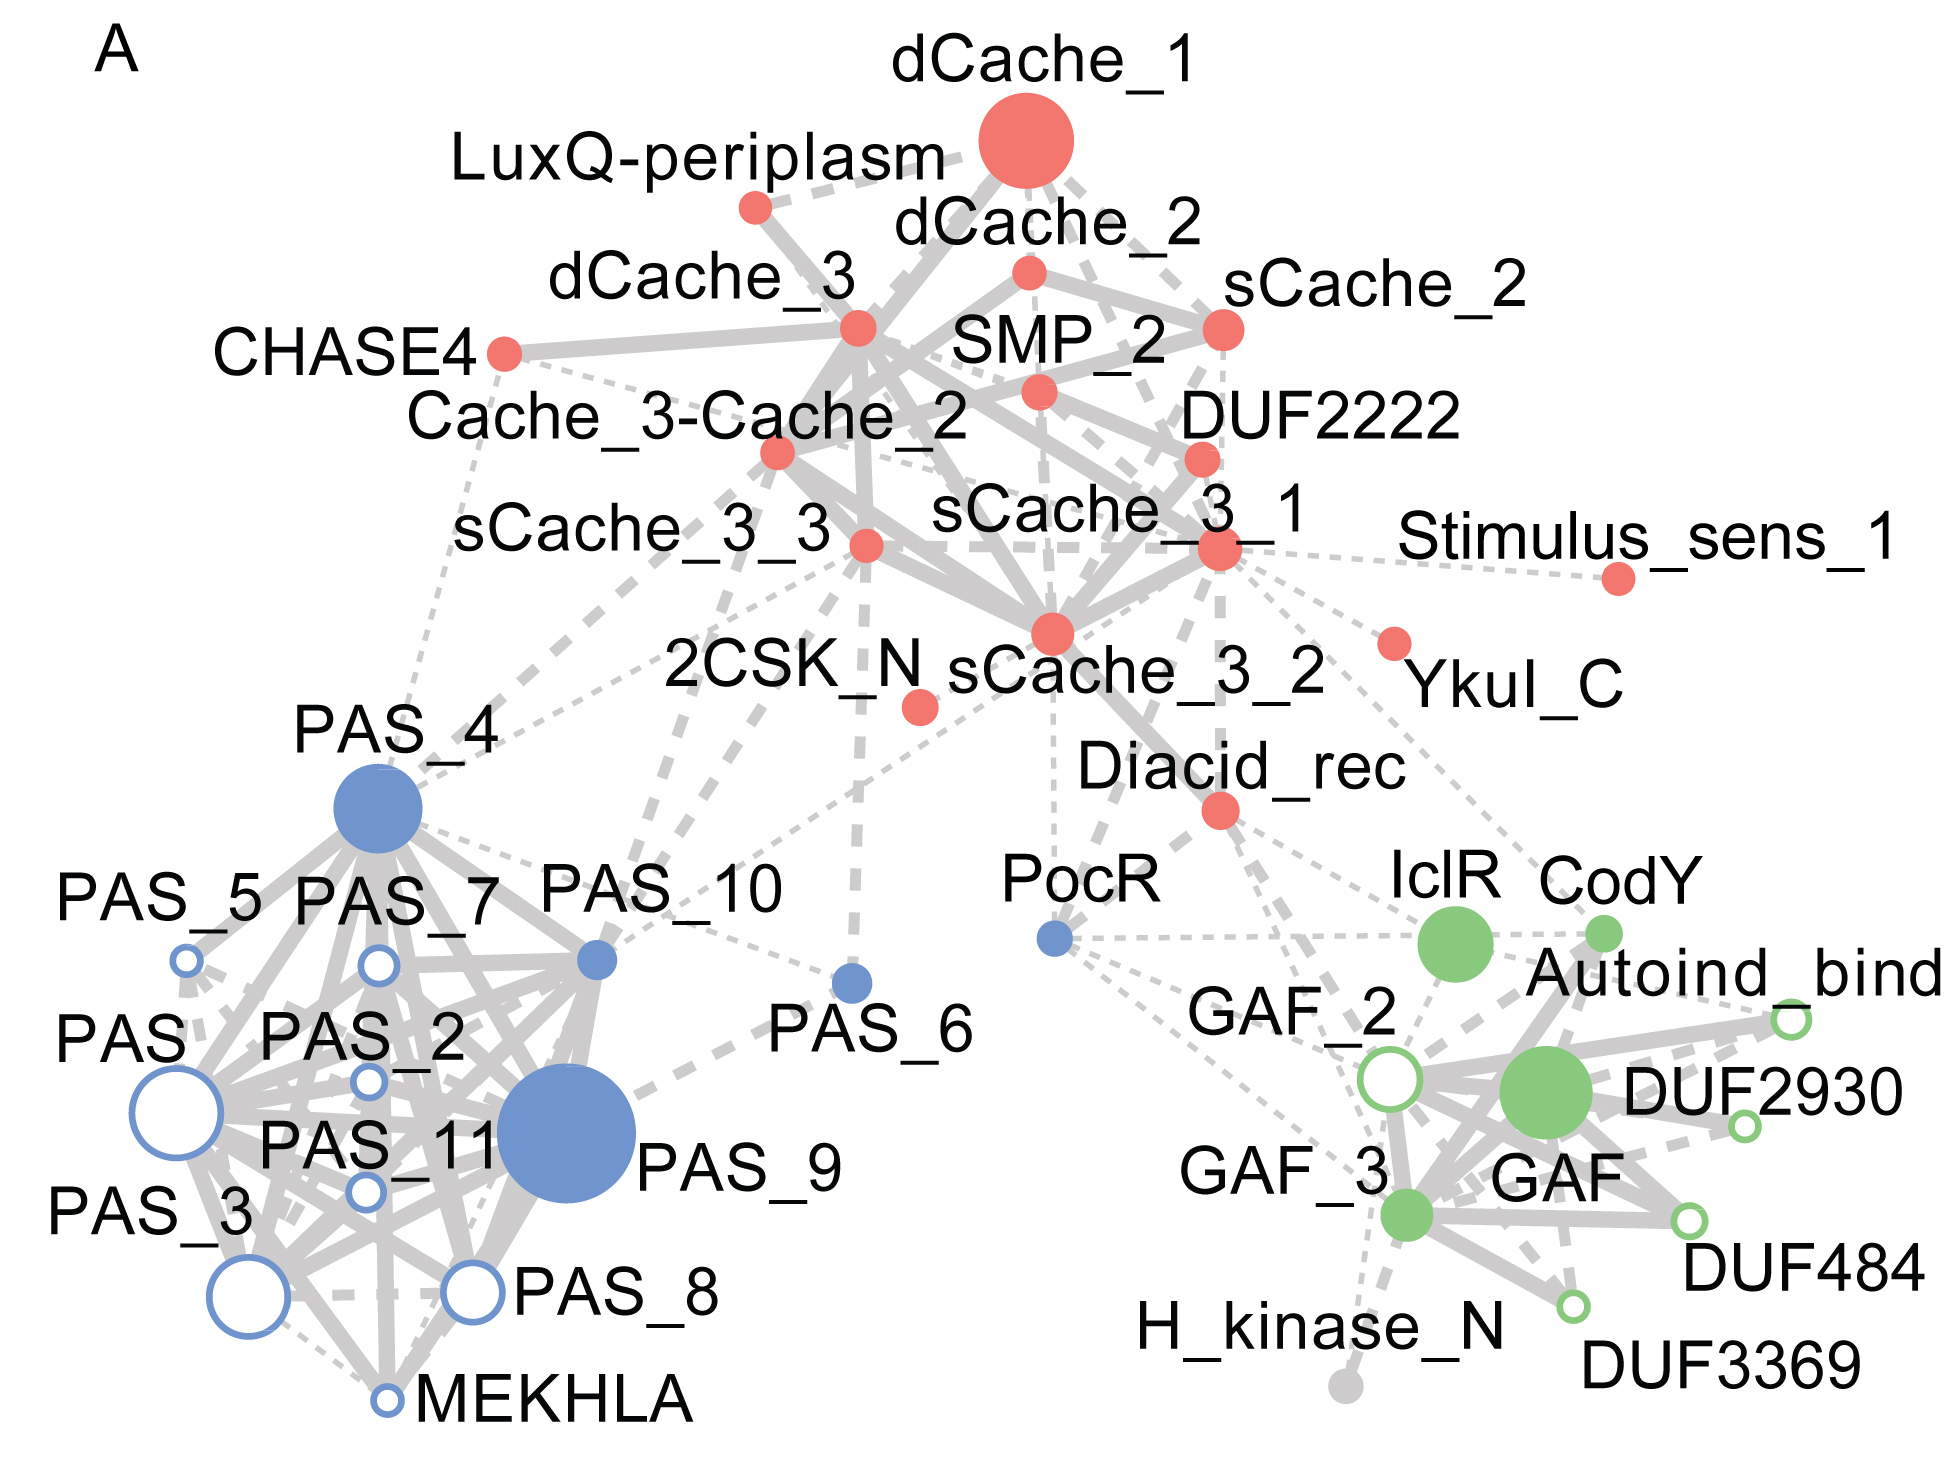 A
dCache_1
LuxQ-periplasm
dCache_2
dCache_3
sCache_2
CHASE4
SMP_2
Cache_3-Cache_2
DUF2222
sCache_3_3
sCache_3_1
Stimulus_sens_1
2CSK_N
sCache_3_2
YkuI_C
PAS_4
Diacid_rec
PAS_5
PAS_7
PAS_10
PocR
IclR
CodY
Autoind_bind
PAS
PAS_2
PAS_6
GAF_2
DUF2930
PAS_11
PAS_9
GAF_3
GAF
PAS_3
DUF484
PAS_8
H_kinase_N
DUF3369
MEKHLA